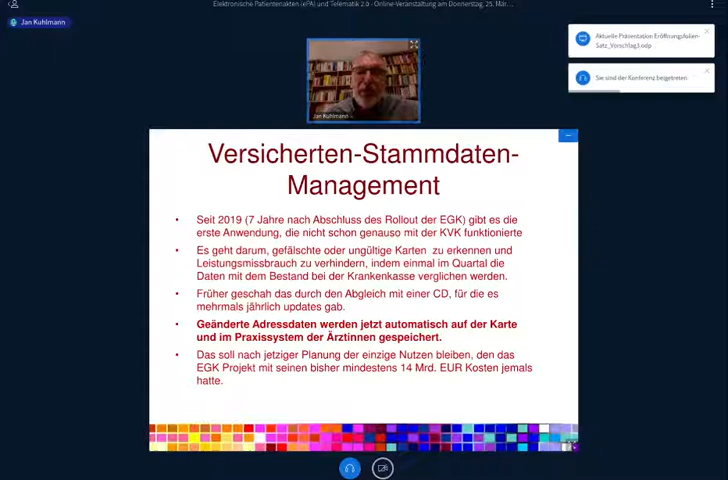 Elektronische Patientenakten (ePA) und Telematik 2.0 - Online-Veranstaltung am Donnerstag, 25. Mär...
Jan Kuhlmann
Aktuelle Präsentation Eröffnungsfolien-
Satz_Vorschlag3.odp
Sie sind der Konferenz beigetreten.
Jan Kuhlmann
Versicherten-Stammdaten-
Management
• Seit 2019 (7 Jahre nach Abschluss des Rollout der EGK) gibt es die
erste Anwendung, die nicht schon genauso mit der KVK funktionierte
• Es geht darum, gefälschte oder ungültige Karten zu erkennen und
Leistungsmissbrauch zu verhindern, indem einmal im Quartal die
Daten mit dem Bestand bei der Krankenkasse verglichen werden.
• Früher geschah das durch den Abgleich mit einer CD, für die es
mehrmals jährlich updates gab.
• Geänderte Adressdaten werden jetzt automatisch auf der Karte
und im Praxissystem der Ärztinnen gespeichert.
• Das soll nach jetziger Planung der einzige Nutzen bleiben, den das
EGK Projekt mit seinen bisher mindestens 14 Mrd. EUR Kosten jemals
hatte.